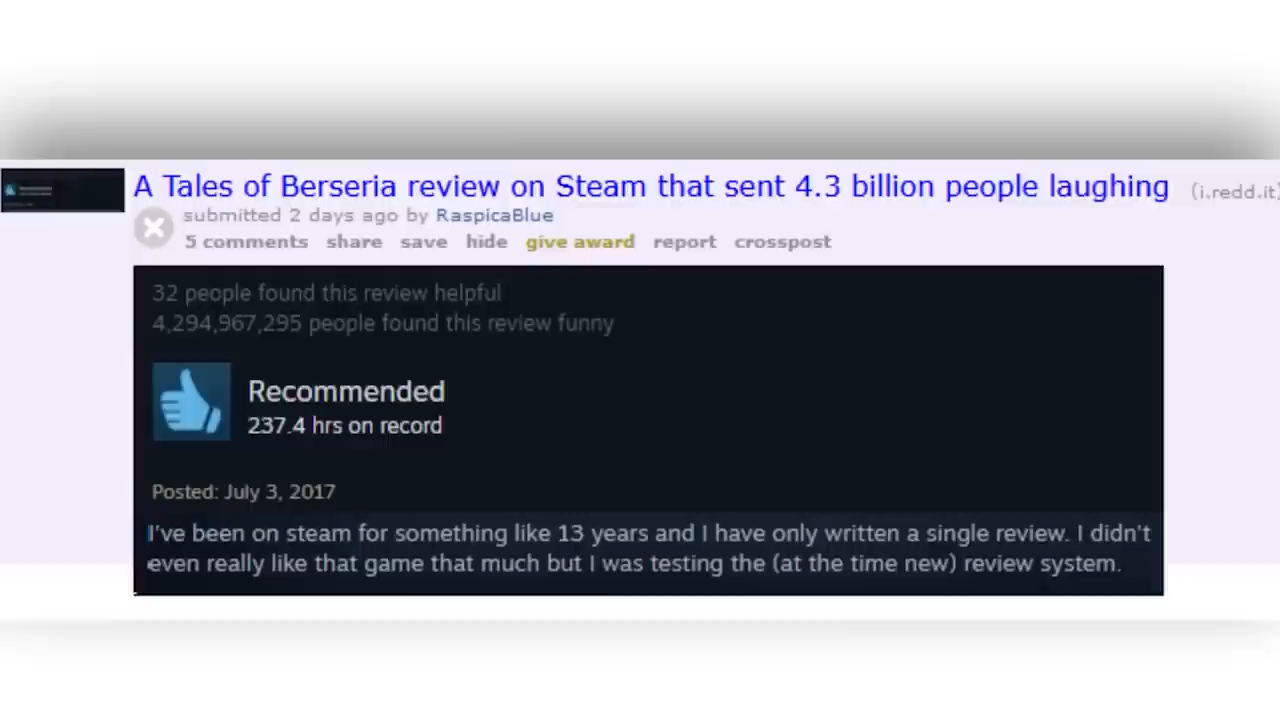 A Tales of Berseria review on Steam that sent 4.3 billion people laughing (i.redd.it)
submitted 2 days ago by RaspicaBlue
5 comments share save hide give award report crosspost
32 people found this review helpful
4,294,967,295 people found this review funny
Recommended
237.4 hrs on record
Posted: July 3, 2017
I've been on steam for something like 13 years and I have only written a single review. I didn't
even really like that game that much but I was testing the (at the time new) review system.